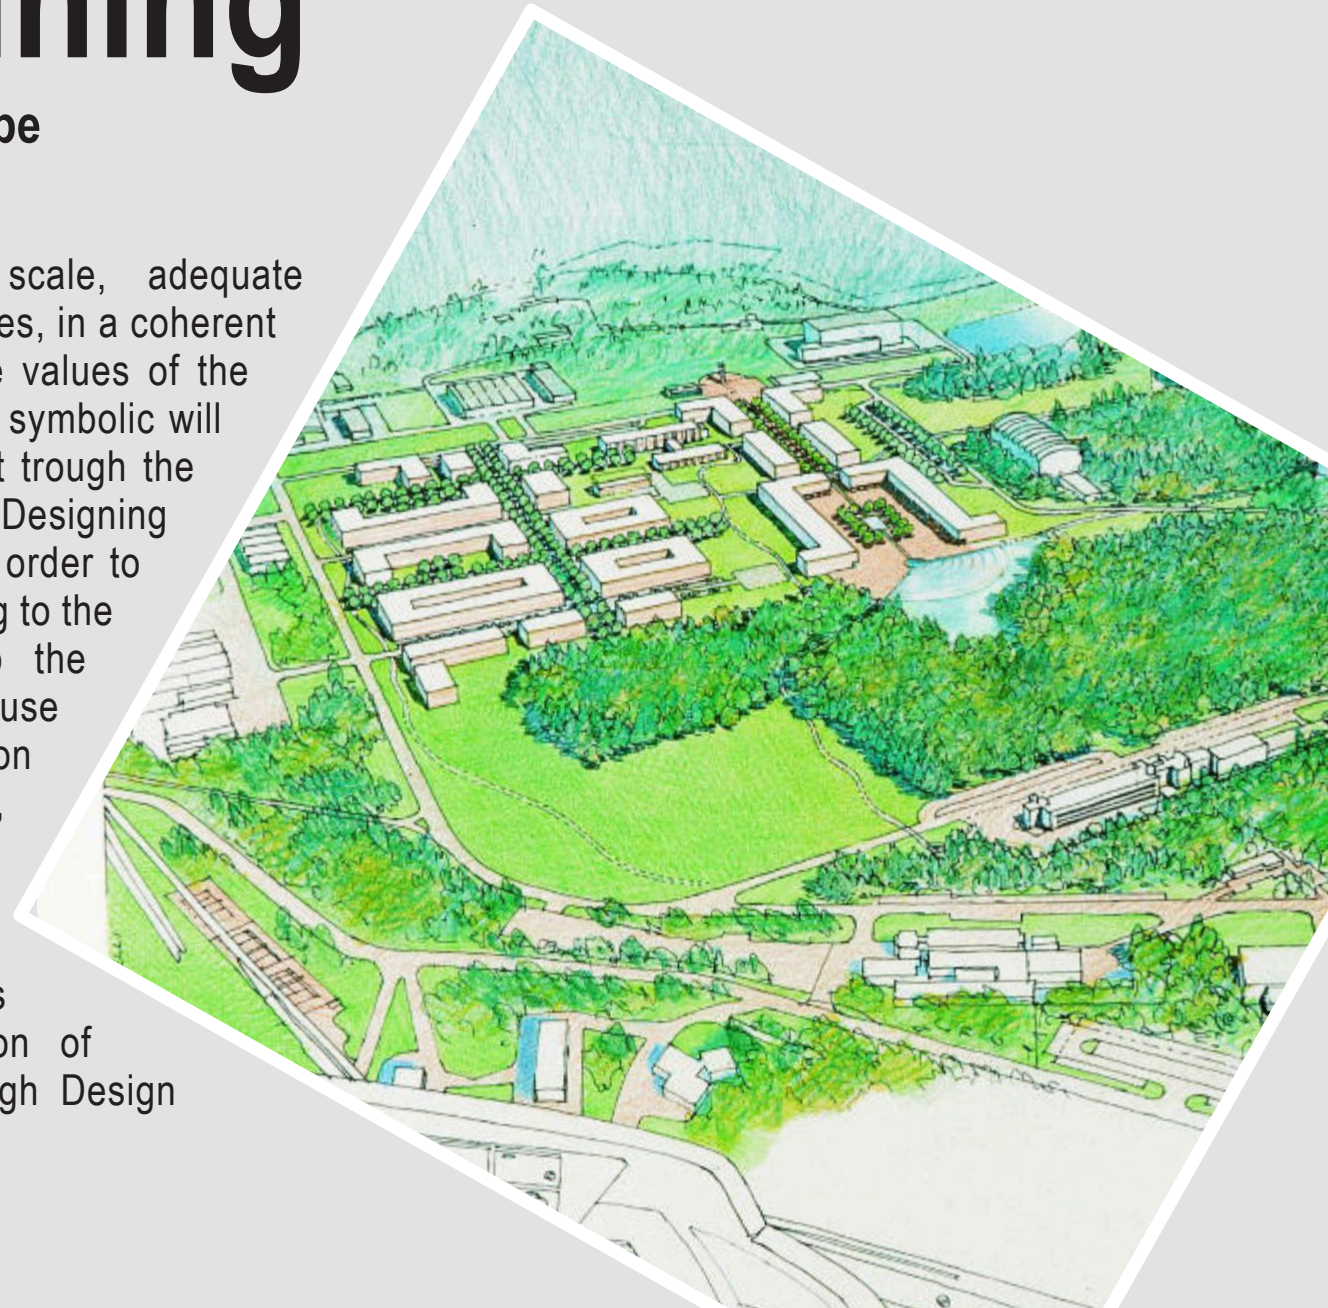 ning
pe
scale, adequate
es, in a coherent
e values of the
symbolic will
t trough the
Designing
order to
g to the
the
use
on
,
s
on of
gh Design